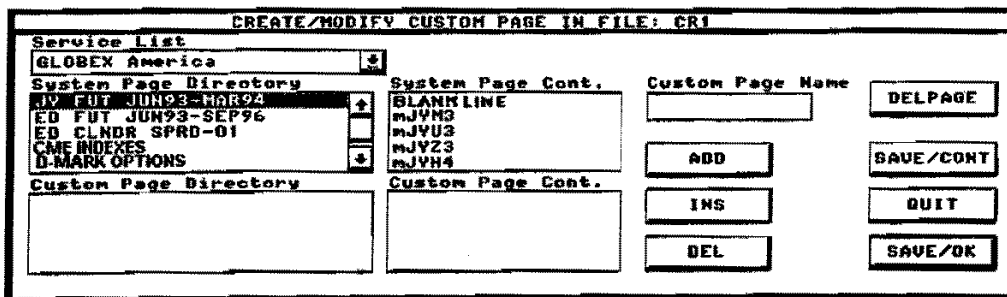 CREATE/MODIFY CUSTOM PAGE IN FILE: CR1
Service List
GLOBEX America
System Page Directory
JY FUT JUN93-MAR94
ED FUT JUN93-SEP96
ED CLNDR SPRD-01
CME INDEXES
D-MARK OPTIONS
System Page Cont.
BLANK LINE
mJYM3
mJYU3
mJYZ3
mJYH4
Custom Page Name
DELPAGE
ADD
SAVE/CONT
Custom Page Directory
Custom Page Cont.
INS
QUIT
DEL
SAVE/OK